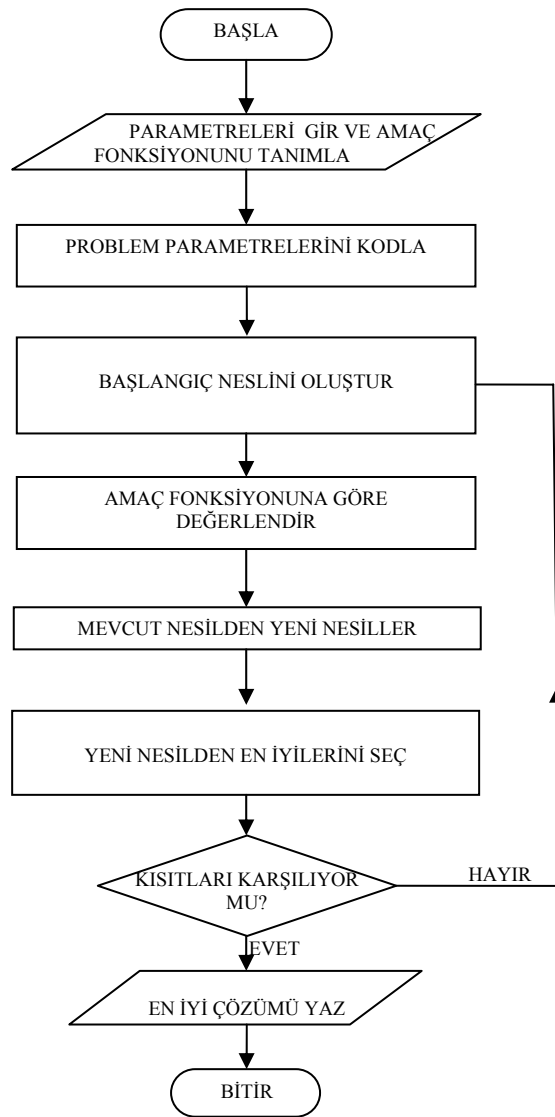 BAŞLA
PARAMETRELERİ GİR VE AMAÇ
FONKSİYONUNU TANIMLA
PROBLEM PARAMETRELERİNİ KODLA
BAŞLANGIÇ NESLİNİ OLUŞTUR
AMAÇ FONKSİYONUNA GÖRE
DEĞERLENDİR
MEVCUT NESİLDEN YENİ NESİLLER
YENİ NESİLDEN EN İYİLERİNİ SEÇ
KISITLARI KARŞILIYOR
MU?
HAYIR
EVET
EN İYİ ÇÖZÜMÜ YAZ
BİTİR